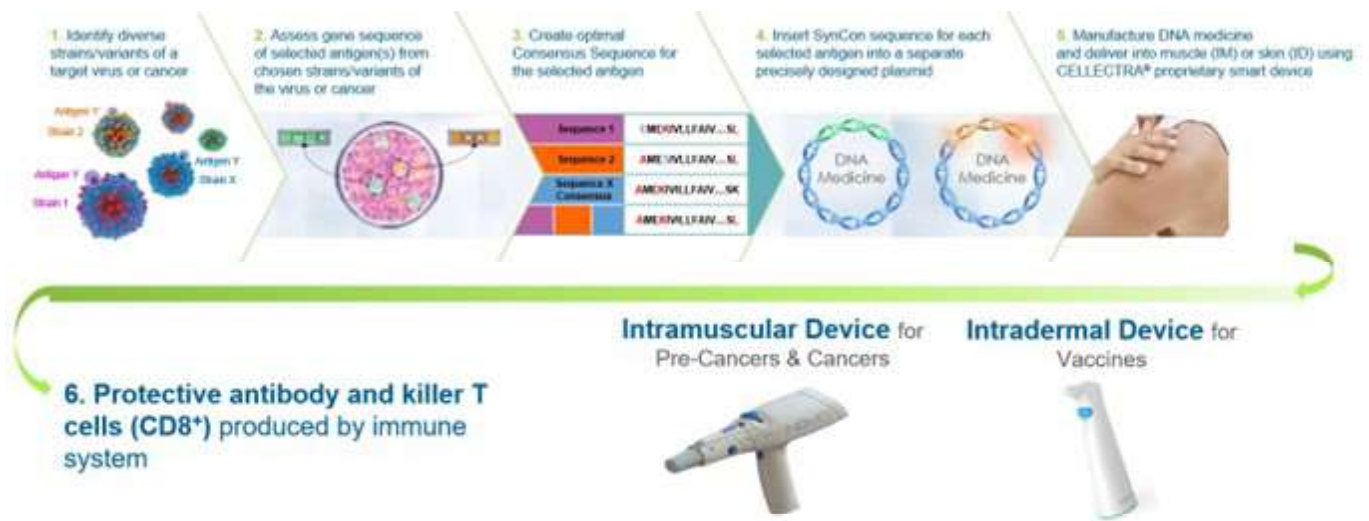 1. Identify diverse
strains/variants of a
target virus or cancer
2. Assess gene sequence
of selected antigen(s) from
chosen strains/variants of
the virus or cancer
3. Create optimal
Consensus Sequence for
the selected antigen
4. Insert SynCon sequence for each
selected antigen into a separate
precisely designed plasmid
5. Manufacture DNA medicine
and deliver into muscle (IM) or skin (ID) using
CELLECTRA® proprietary smart device
Antigen Y
Strain 2
Antigen Y
Strain X
Antigen Y
Strain 1
Sequence 1
Sequence 2
AME
Sequence X
Consensus
AMEKIVILLFAIV...SK
AMEKIVILLFAIV...SL
DNA
Medicine
DNA
Medicine
Intramuscular Device for
Pre-Cancers & Cancers
Intradermal Device for
Vaccines
6. Protective antibody and killer T
cells (CD8⁺) produced by immune
system